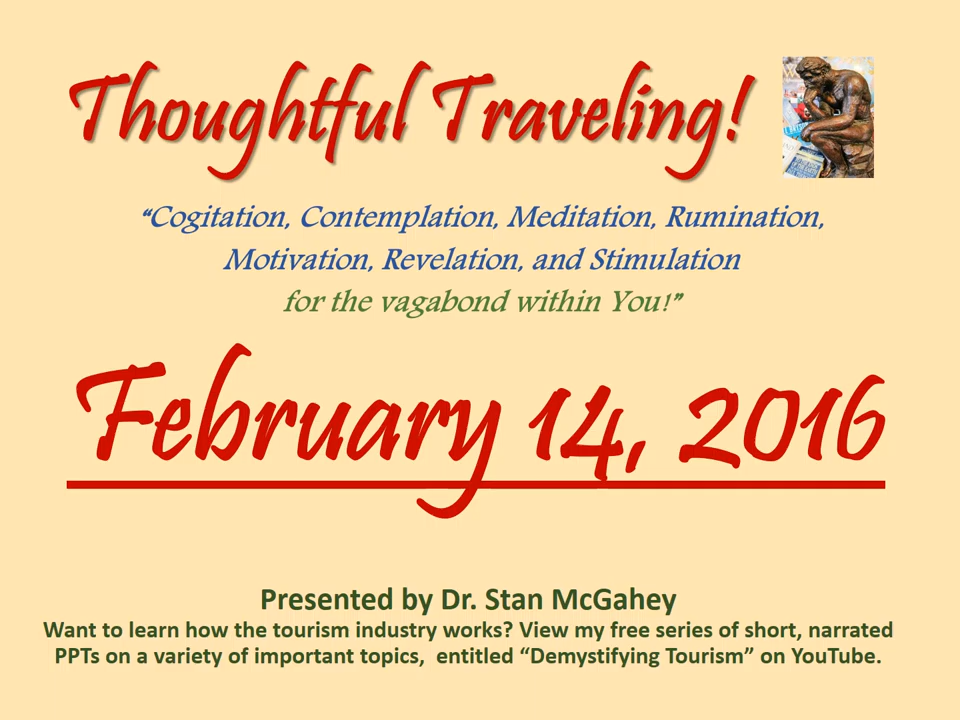 Thoughtful Traveling!
“Cogitation, Contemplation, Meditation, Rumination,
Motivation, Revelation, and Stimulation
for the vagabond within You!”
February 14, 2016
Presented by Dr. Stan McGahey
Want to learn how the tourism industry works? View my free series of short, narrated
PPTs on a variety of important topics,  entitled “Demystifying Tourism” on YouTube.